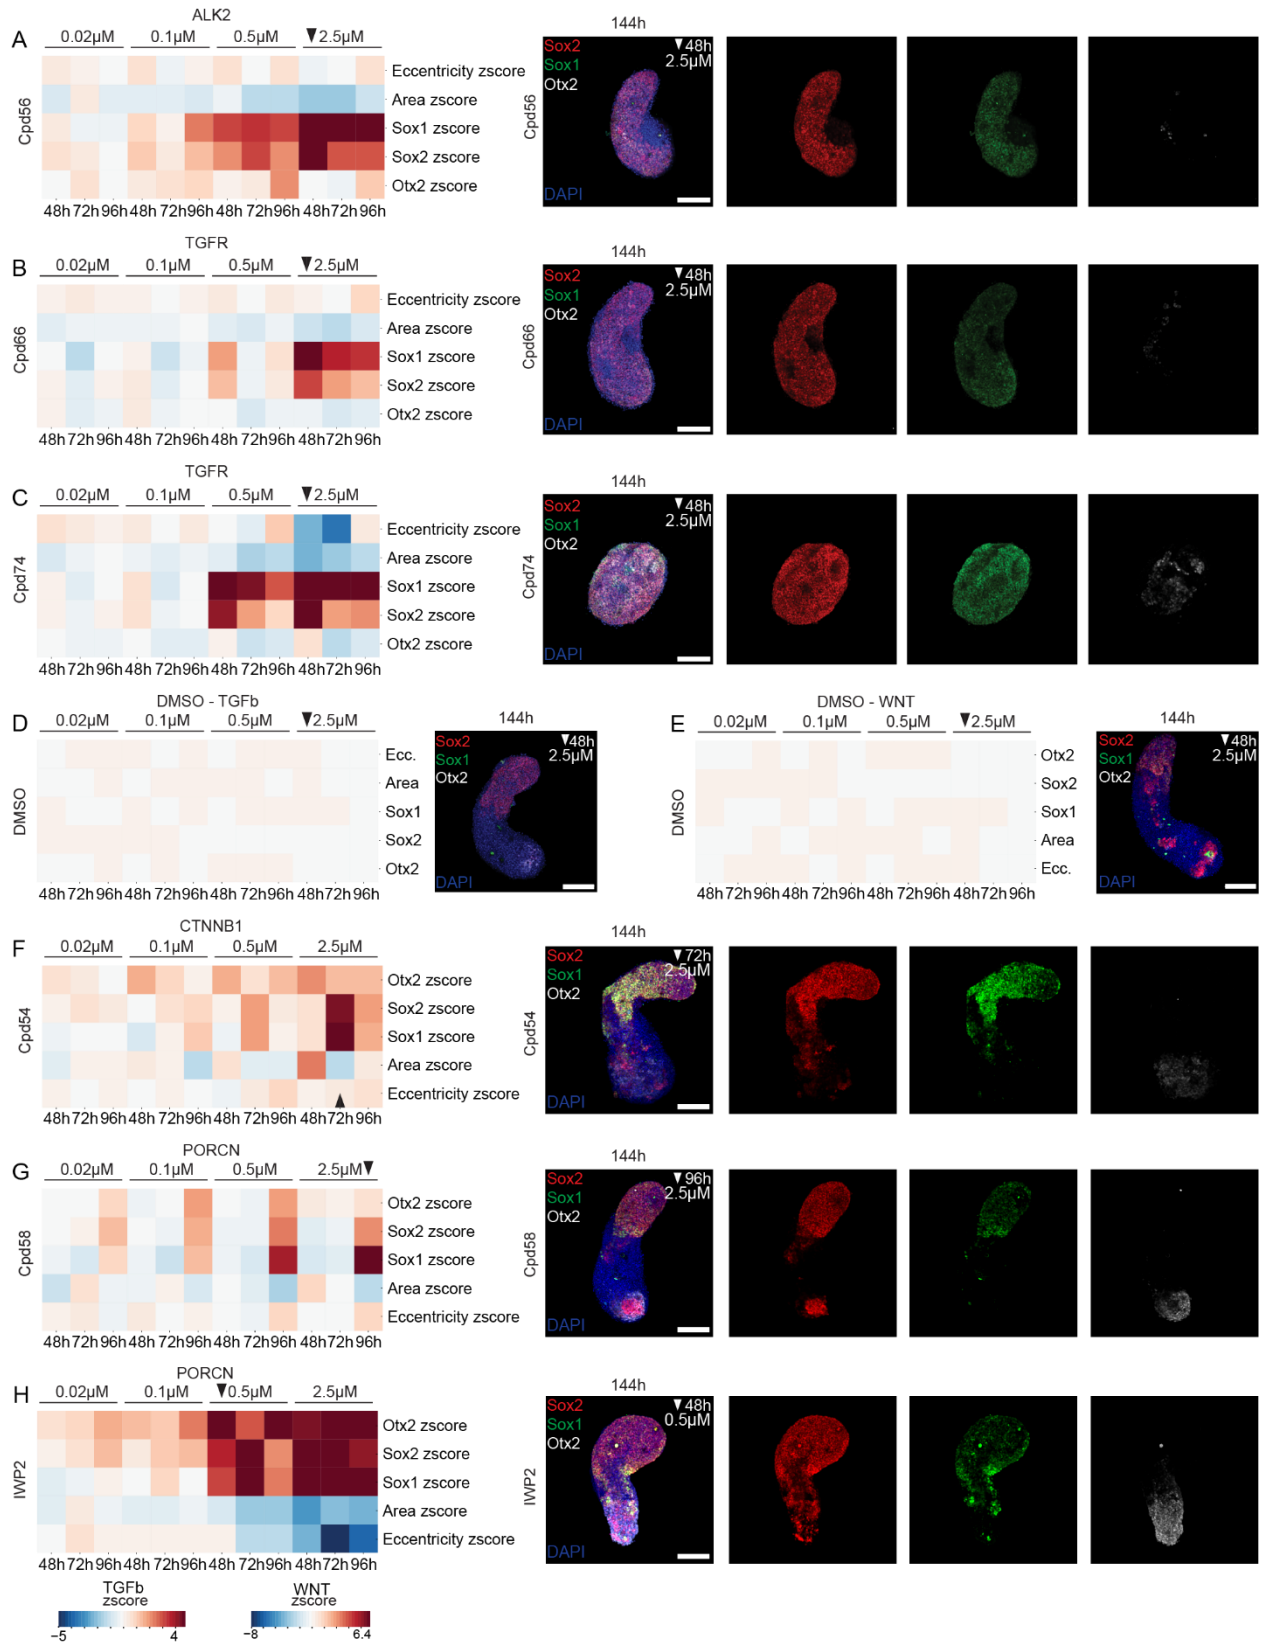 ALK2
A 0.02µM 0.1µM 0.5µM 2.5µM
Cpd56
Eccentricity zscore
Area zscore
Sox1 zscore
Sox2 zscore
Otx2 zscore
48h 72h 96h 48h 72h 96h 48h 72h 96h 48h 72h 96h
144h
Cpd56
Sox2 48h
Sox1 2.5µM
Otx2
DAPI
TGFR
B 0.02µM 0.1µM 0.5µM 2.5µM
Cpd66
Eccentricity zscore
Area zscore
Sox1 zscore
Sox2 zscore
Otx2 zscore
48h 72h 96h 48h 72h 96h 48h 72h 96h 48h 72h 96h
144h
Cpd66
Sox2 48h
Sox1 2.5µM
Otx2
DAPI
TGFR
C 0.02µM 0.1µM 0.5µM 2.5µM
Cpd74
Eccentricity zscore
Area zscore
Sox1 zscore
Sox2 zscore
Otx2 zscore
48h 72h 96h 48h 72h 96h 48h 72h 96h 48h 72h 96h
144h
Cpd74
Sox2 48h
Sox1 2.5µM
Otx2
DAPI
DMSO - TGFb
D 0.02µM 0.1µM 0.5µM 2.5µM
DMSO
Ecc.
Area
Sox1
Sox2
Otx2
48h 72h 96h 48h 72h 96h 48h 72h 96h 48h 72h 96h
144h
Sox2 48h
Sox1 2.5µM
Otx2
DAPI
DMSO - WNT
E 0.02µM 0.1µM 0.5µM 2.5µM
DMSO
Otx2
Sox2
Sox1
Area
Ecc.
48h 72h 96h 48h 72h 96h 48h 72h 96h 48h 72h 96h
144h
Sox2 48h
Sox1 2.5µM
Otx2
DAPI
CTNNB1
F 0.02µM 0.1µM 0.5µM 2.5µM
Cpd54
Otx2 zscore
Sox2 zscore
Sox1 zscore
Area zscore
Eccentricity zscore
48h 72h 96h 48h 72h 96h 48h 72h 96h 48h 72h 96h
144h
Cpd54
Sox2 72h
Sox1 2.5µM
Otx2
DAPI
PORCN
G 0.02µM 0.1µM 0.5µM 2.5µM
Cpd58
Otx2 zscore
Sox2 zscore
Sox1 zscore
Area zscore
Eccentricity zscore
48h 72h 96h 48h 72h 96h 48h 72h 96h 48h 72h 96h
144h
Cpd58
Sox2 96h
Sox1 2.5µM
Otx2
DAPI
PORCN
H 0.02µM 0.1µM 0.5µM 2.5µM
IWP2
Otx2 zscore
Sox2 zscore
Sox1 zscore
Area zscore
Eccentricity zscore
48h 72h 96h 48h 72h 96h 48h 72h 96h 48h 72h 96h
144h
IWP2
Sox2 48h
Sox1 0.5µM
Otx2
DAPI
TGFb
zscore
−5 4
WNT
zscore
−8 6.4